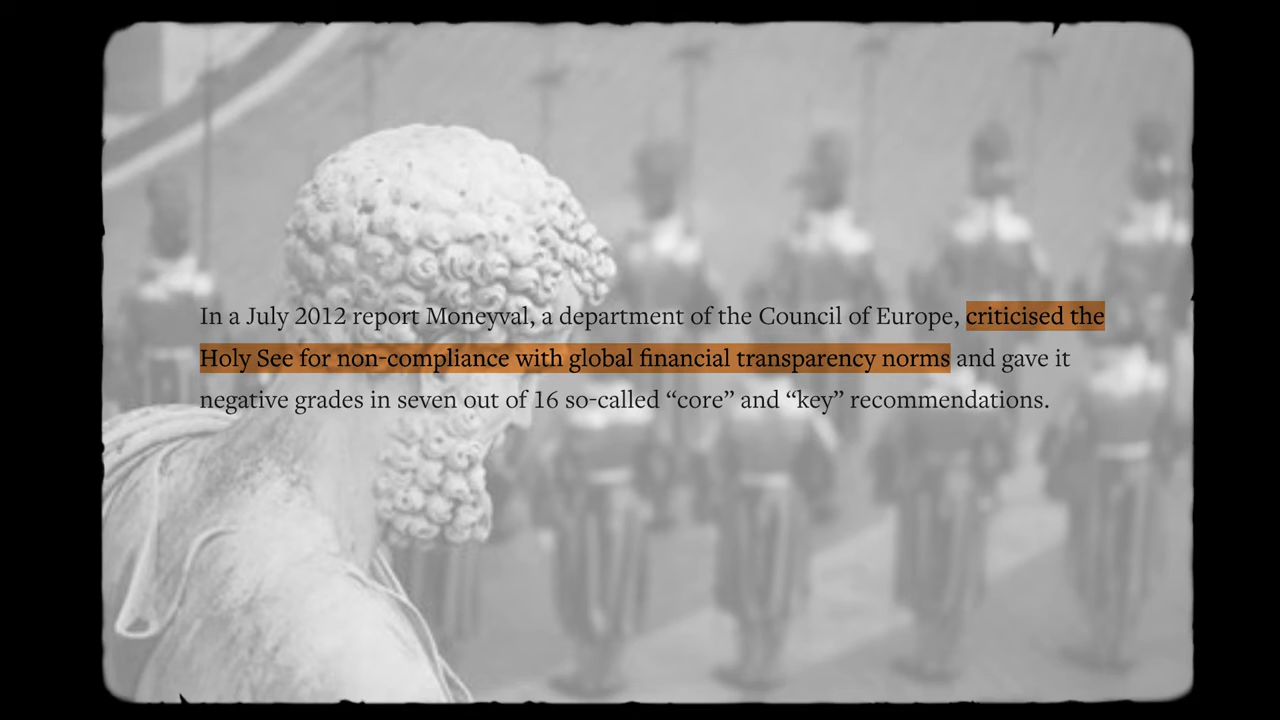 In a July 2012 report Moneyval, a department of the Council of Europe, criticised the
Holy See for non-compliance with global financial transparency norms and gave it
negative grades in seven out of 16 so-called “core” and “key” recommendations.